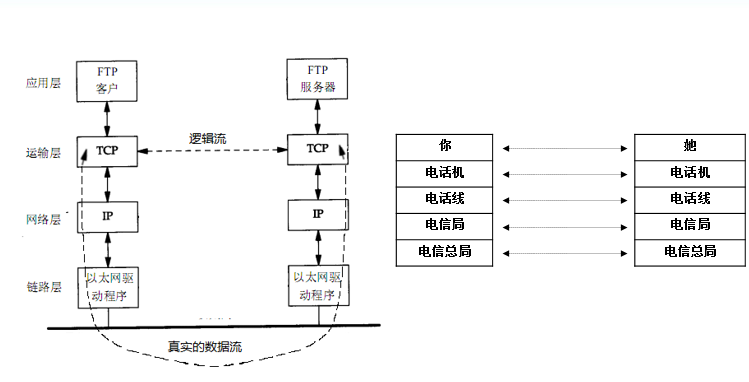 应用层
FTP
客户
FTP
服务器
逻辑流
运输层
TCP
TCP
网络层
IP
IP
链路层
以太网驱
动程序
以太网驱
动程序
真实的数据流
你
她
电话机
电话机
电话线
电话线
电信局
电信局
电信总局
电信总局